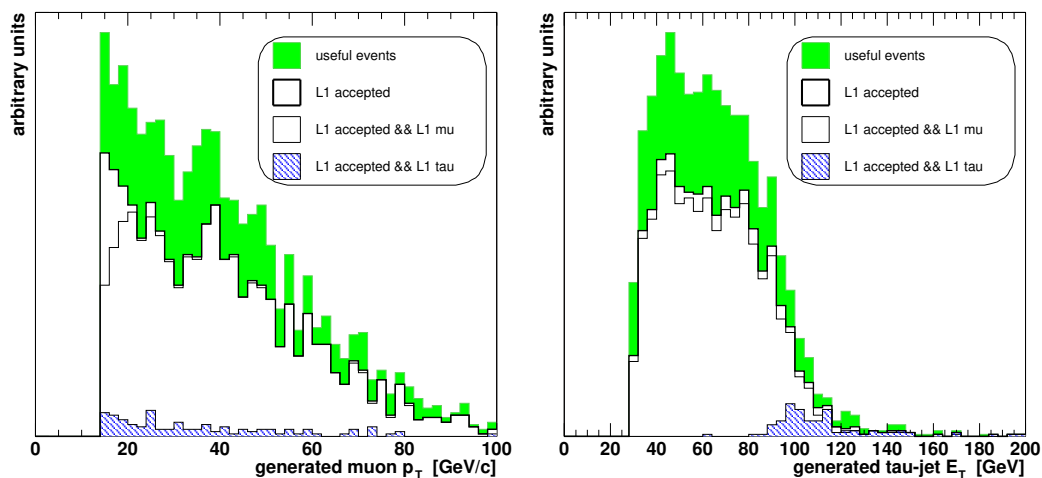 arbitrary units
useful events
L1 accepted
L1 accepted && L1 mu
L1 accepted && L1 tau
0 20 40 60 80 100
generated muon p_T [GeV/c]
arbitrary units
useful events
L1 accepted
L1 accepted && L1 mu
L1 accepted && L1 tau
0 20 40 60 80 100 120 140 160 180 200
generated tau-jet E_T [GeV]